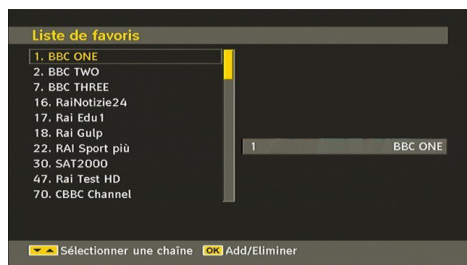 Liste de favoris
1. BBC ONE
2. BBC TWO
7. BBC THREE
16. RaiNotizie24
17. Rai Edu1
18. Rai Gulp
22. RAI Sport più
30. SAT2000
47. Rai Test HD
70. CBBC Channel
1 BBC ONE
Sélectionner une chaîne OK Add/Eliminer